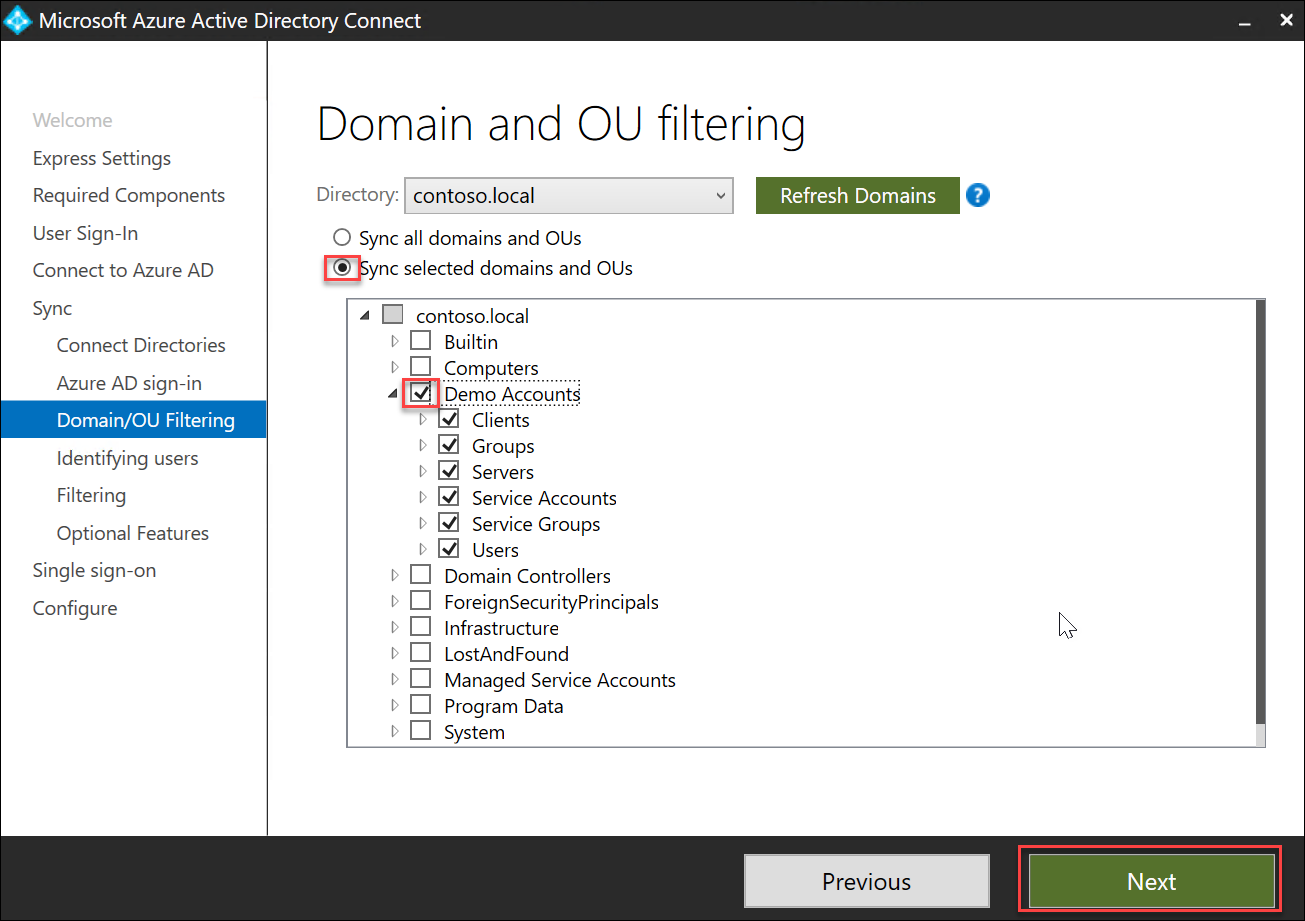 Microsoft Azure Active Directory Connect
Welcome
Express Settings
Required Components
User Sign-In
Connect to Azure AD
Sync
Connect Directories
Azure AD sign-in
Domain/OU Filtering
Identifying users
Filtering
Optional Features
Single sign-on
Configure
Domain and OU filtering
Directory: contoso.local Refresh Domains ?
Sync all domains and OUs
Sync selected domains and OUs
contoso.local
Builtin
Computers
Demo Accounts
Clients
Groups
Servers
Service Accounts
Service Groups
Users
Domain Controllers
ForeignSecurityPrincipals
Infrastructure
LostAndFound
Managed Service Accounts
Program Data
System
Previous Next